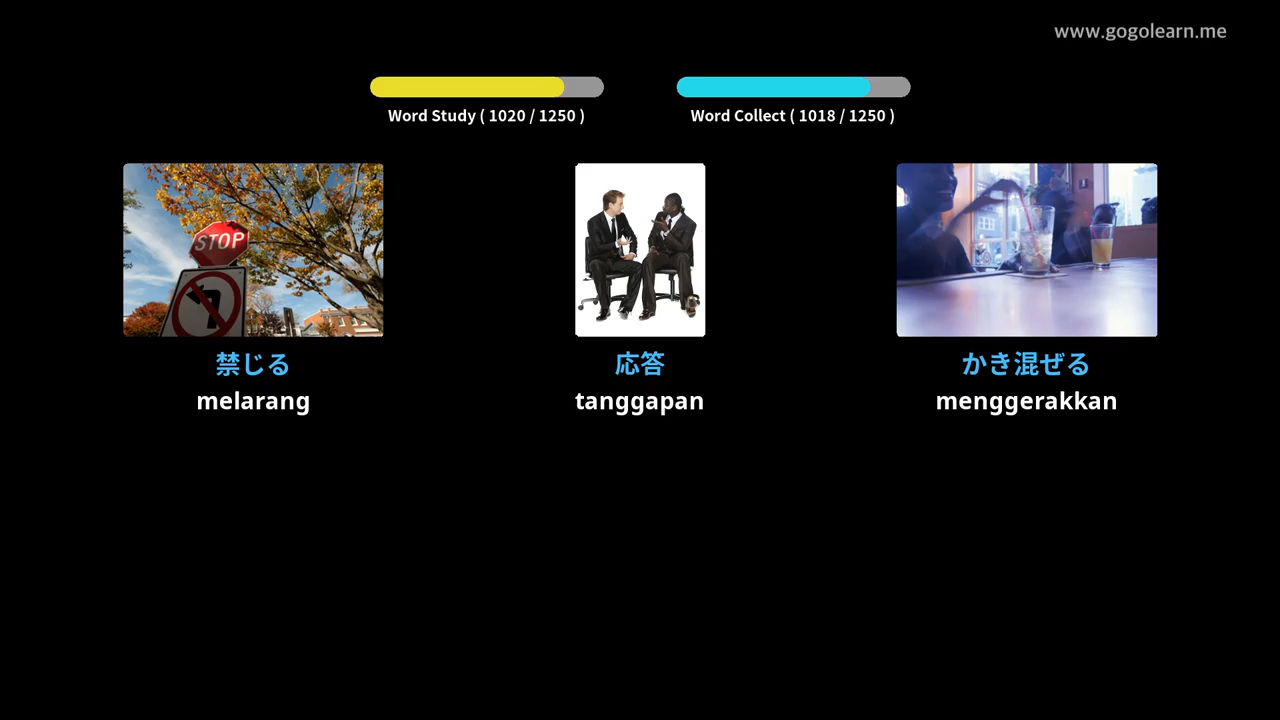 www.gogolearn.me
Word Study ( 1020 / 1250 )
Word Collect ( 1018 / 1250 )
STOP
禁じる
melarang
応答
tanggapan
かき混ぜる
menggerakkan